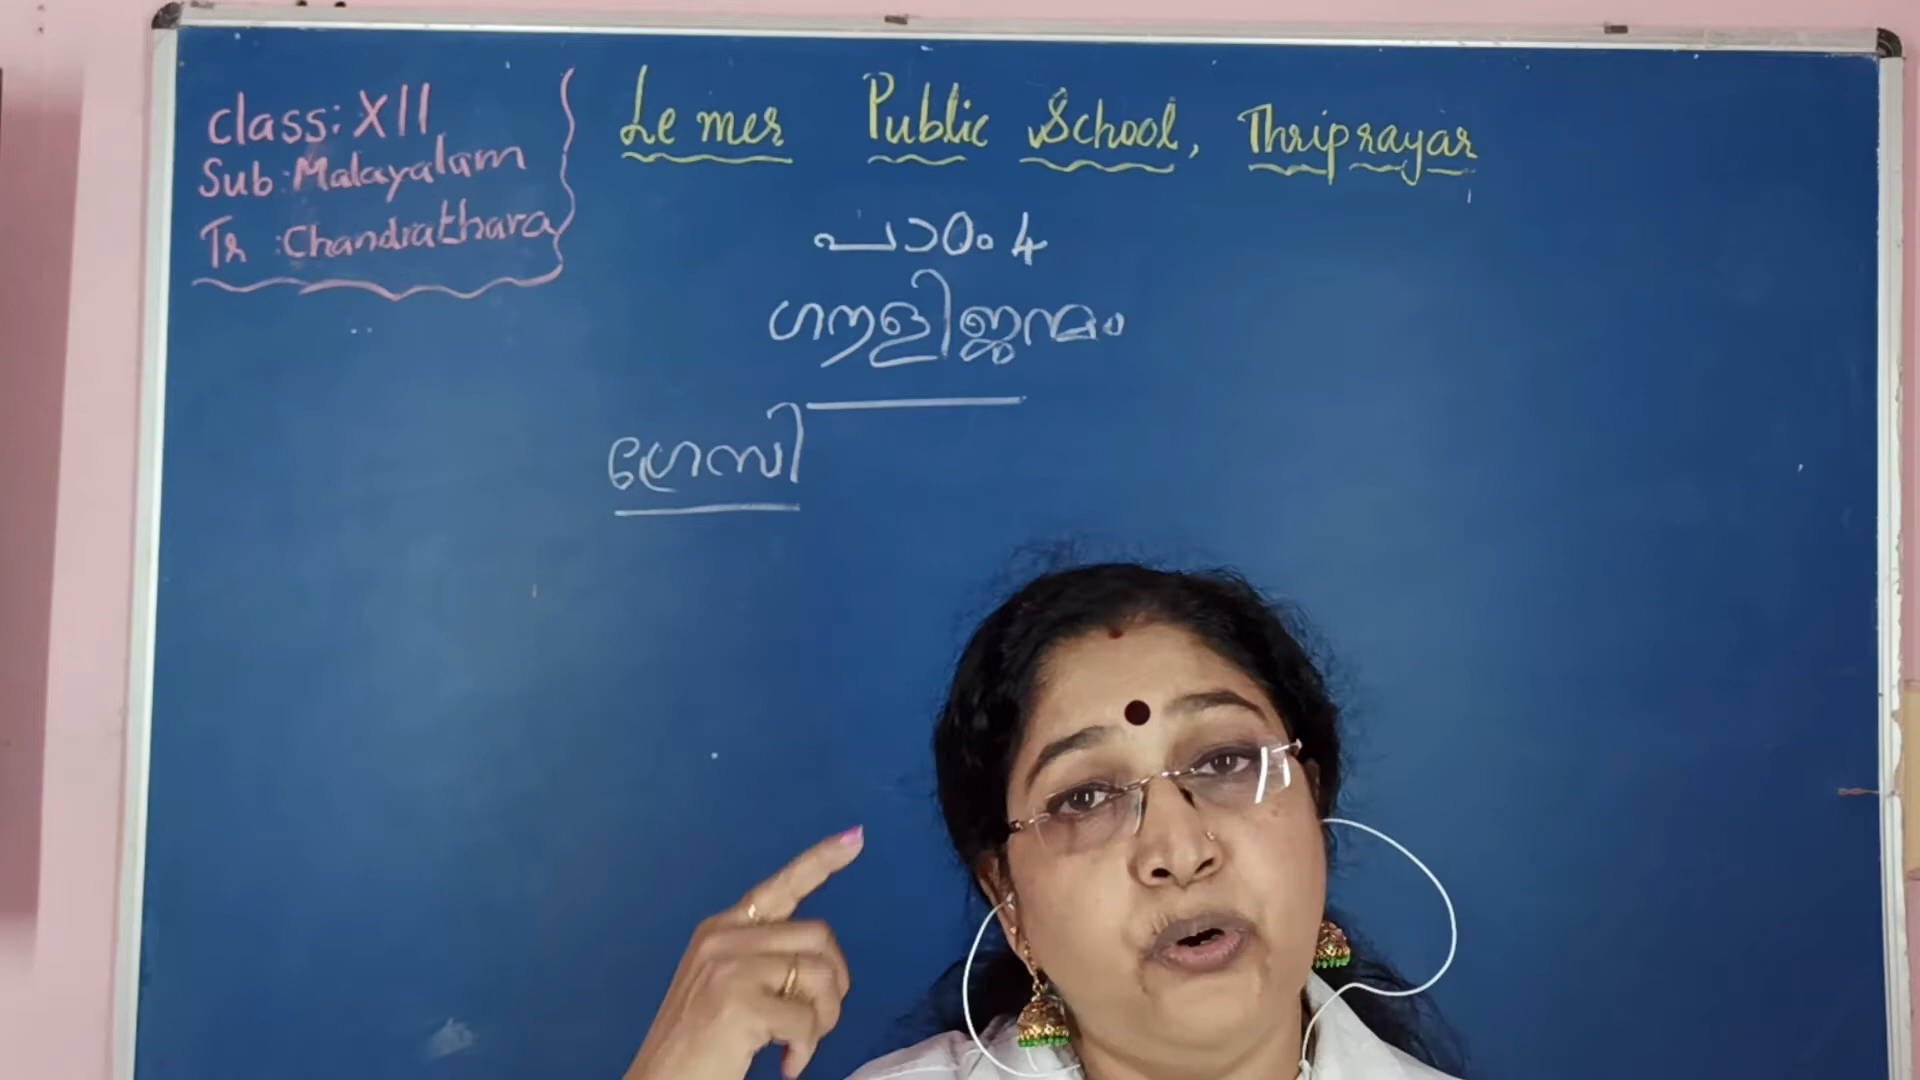 Class: XII
Sub: Malayalam
Tr : Chandrathara
Le mer Public School, Thriprayar
പാഠം 4
ഗൗളിജന്മം
ഗ്രേസി